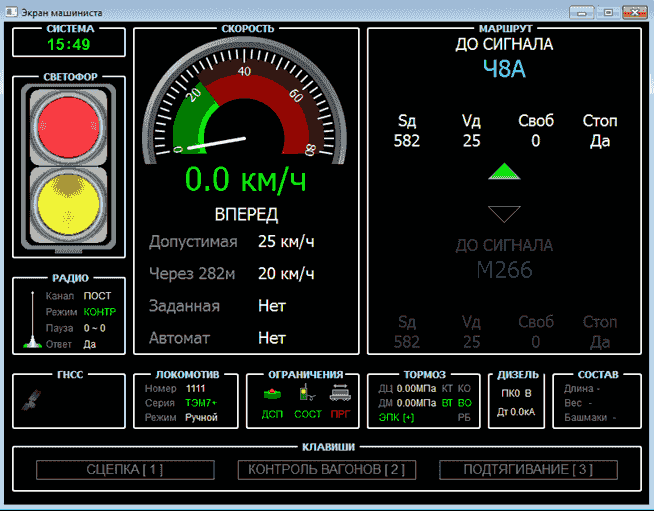 Экран машиниста
СИСТЕМА
15:49
СВЕТОФОР
РАДИО
Канал ПОСТ
Режим КОНТР
Пауза 0 ~ 0
Ответ Да
СКОРОСТЬ
0 20 40 60 80
0.0 км/ч
ВПЕРЕД
Допустимая 25 км/ч
Через 282м 20 км/ч
Заданная Нет
Автомат Нет
МАРШРУТ
ДО СИГНАЛА
Ч8А
Sд Vд Своб Стоп
582 25 0 Да
ДО СИГНАЛА
М266
Sд Vд Своб Стоп
582 25 0 Да
ГНСС
ЛОКОМОТИВ
Номер 1111
Серия ТЭМ7+
Режим Ручной
ОГРАНИЧЕНИЯ
ДСП СОСТ ПРГ
ТОРМОЗ
ДЦ 0.00МПа КТ КО
ДМ 0.00МПа ВТ ВО
ЭПК [+] РБ
ДИЗЕЛЬ
ПК0 В
Дт 0.0кА
СОСТАВ
Длина -
Вес -
Башмаки -
КЛАВИШИ
СЦЕПКА [ 1 ] КОНТРОЛЬ ВАГОНОВ [ 2 ] ПОДТЯГИВАНИЕ [ 3 ]